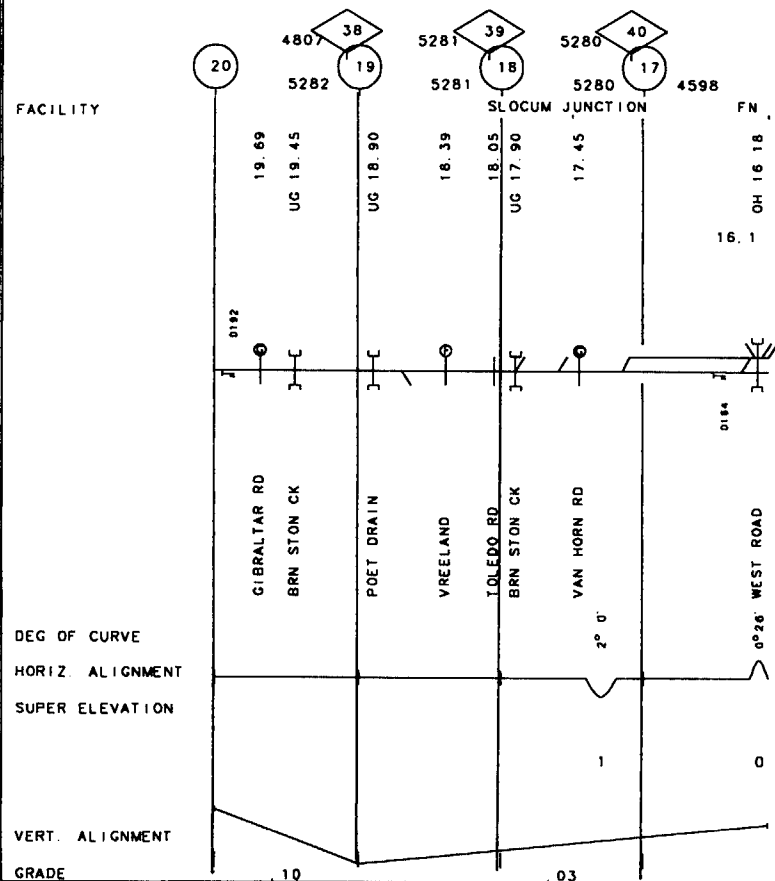 38 39 40
4807 5281 5280
20 19 18 17
5282 5281 5280 4598
FACILITY SLOCUM JUNCTION FN
19.69
UG 19.45
UG 18.90
18.39
18.05
UG 17.90
17.45
OH 16 18
16.1
D192
G
G
D164
GIBRALTAR RD
BRN STON CK
POET DRAIN
VREELAND
TOLEDO RD
BRN STON CK
VAN HORN RD
WEST ROAD
DEG OF CURVE 2° 0' 0°26'
HORIZ. ALIGNMENT
SUPER ELEVATION
1 0
VERT. ALIGNMENT
GRADE .10 .03